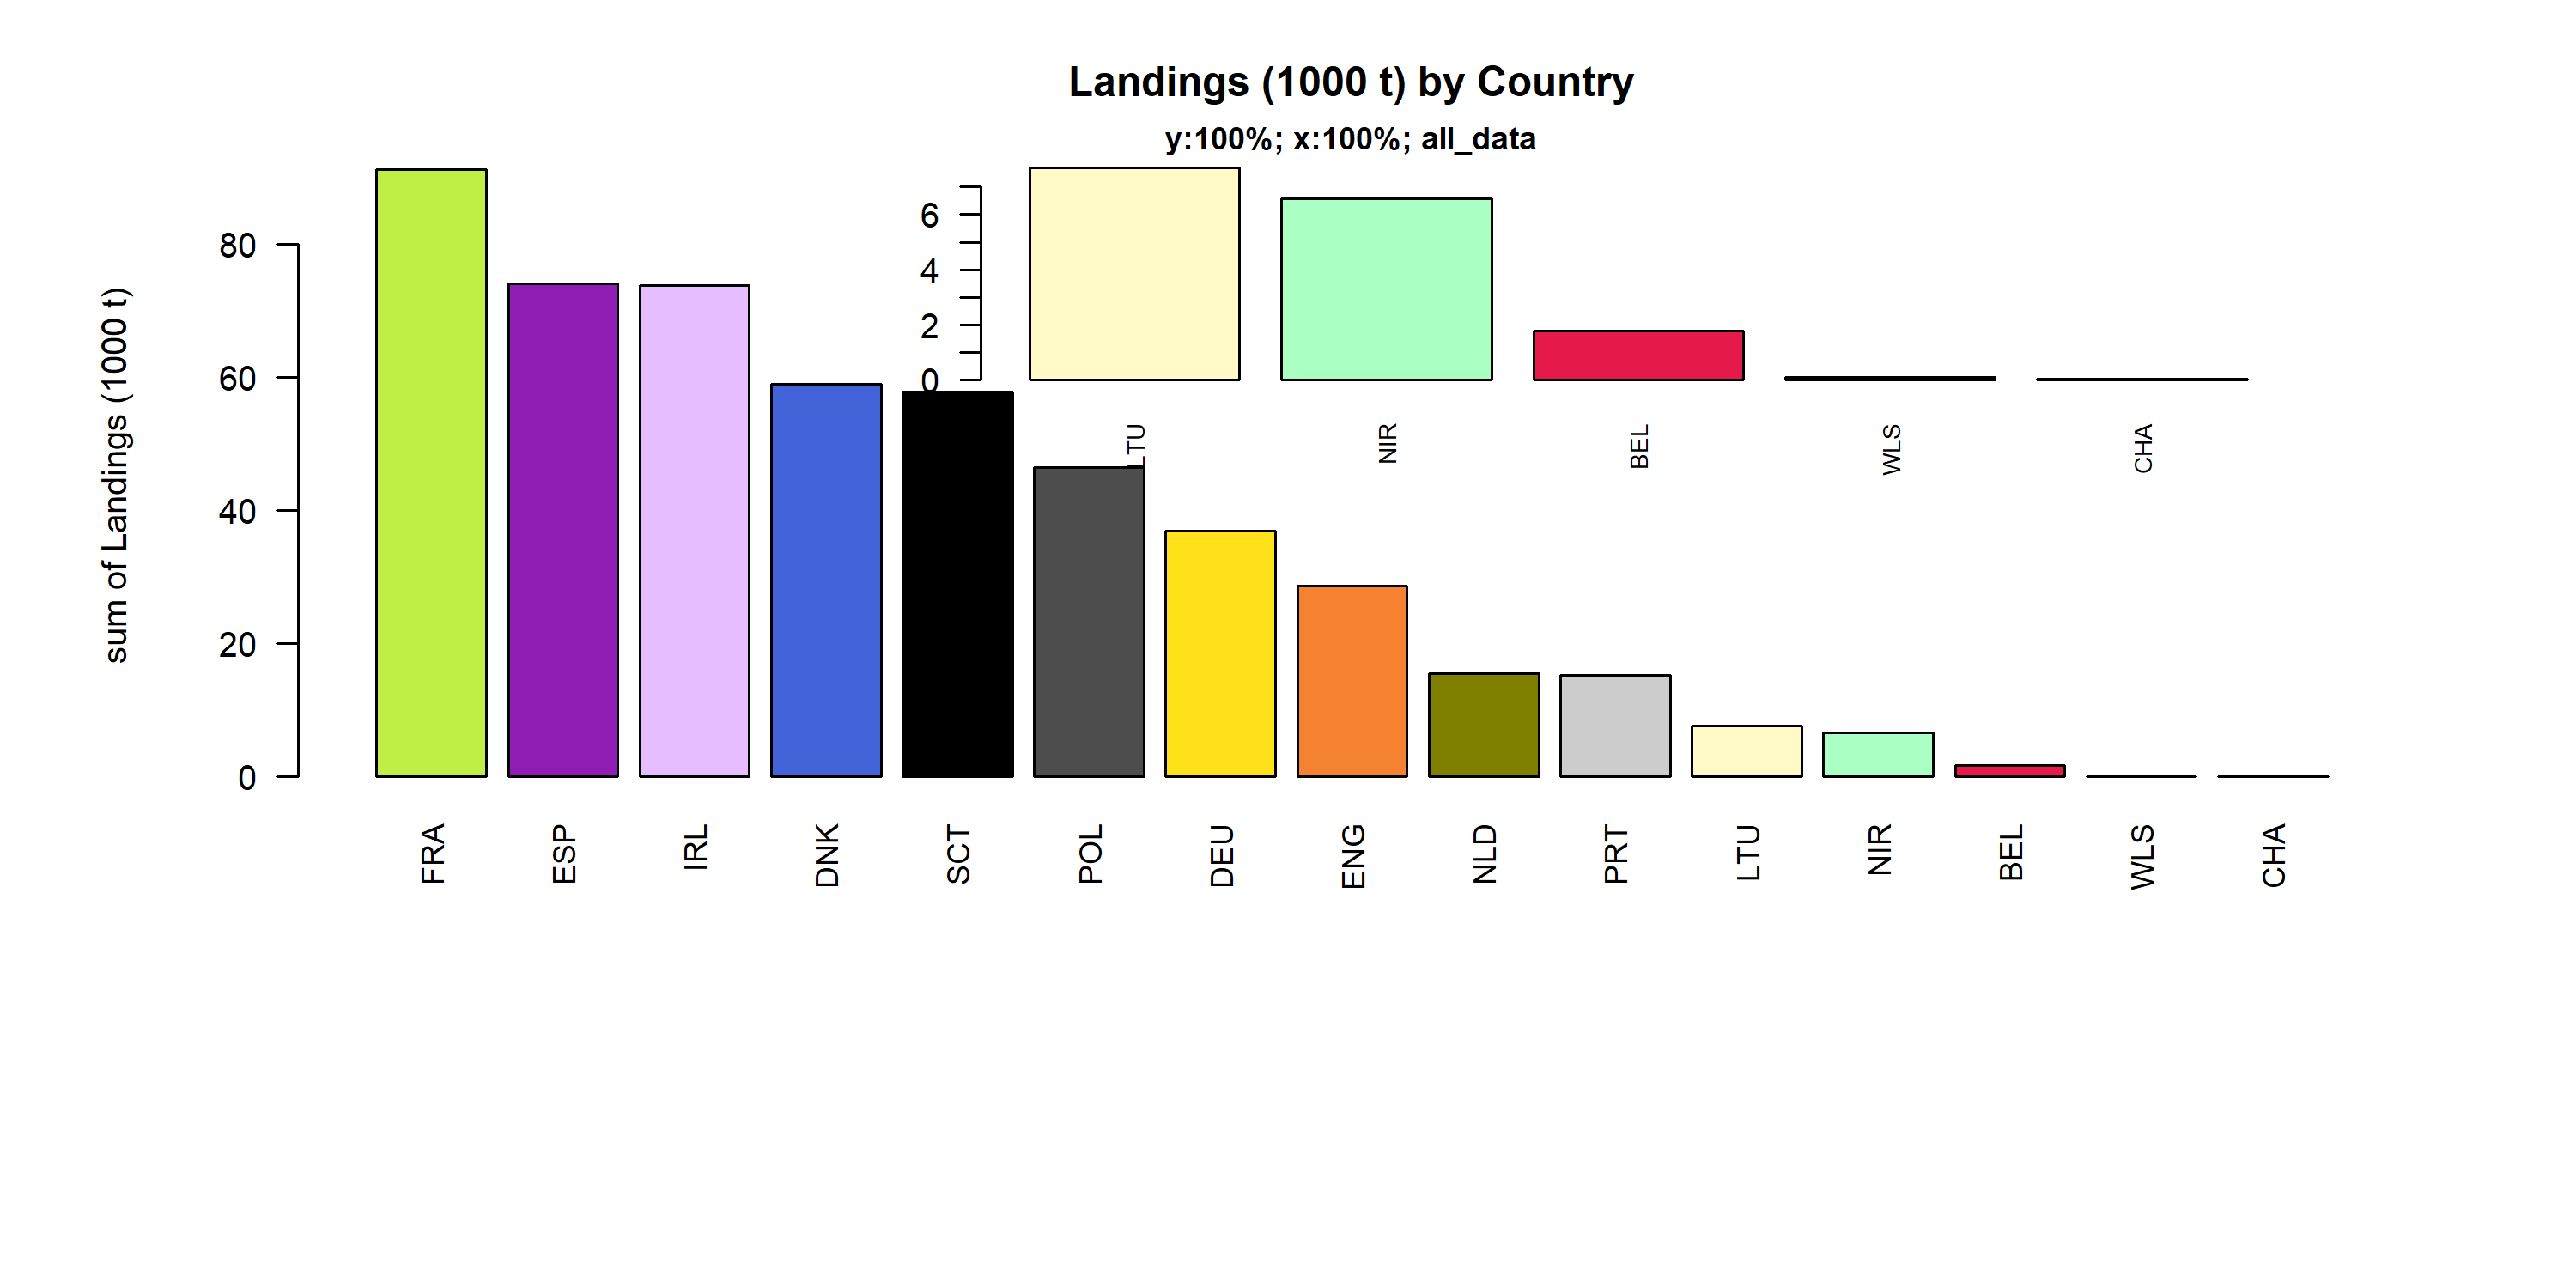 Landings (1000 t) by Country
y:100%; x:100%; all_data
sum of Landings (1000 t)
80
60
40
20
0
6
4
2
0
LTU
NIR
BEL
WLS
CHA
FRA
ESP
IRL
DNK
SCT
POL
DEU
ENG
NLD
PRT
LTU
NIR
BEL
WLS
CHA